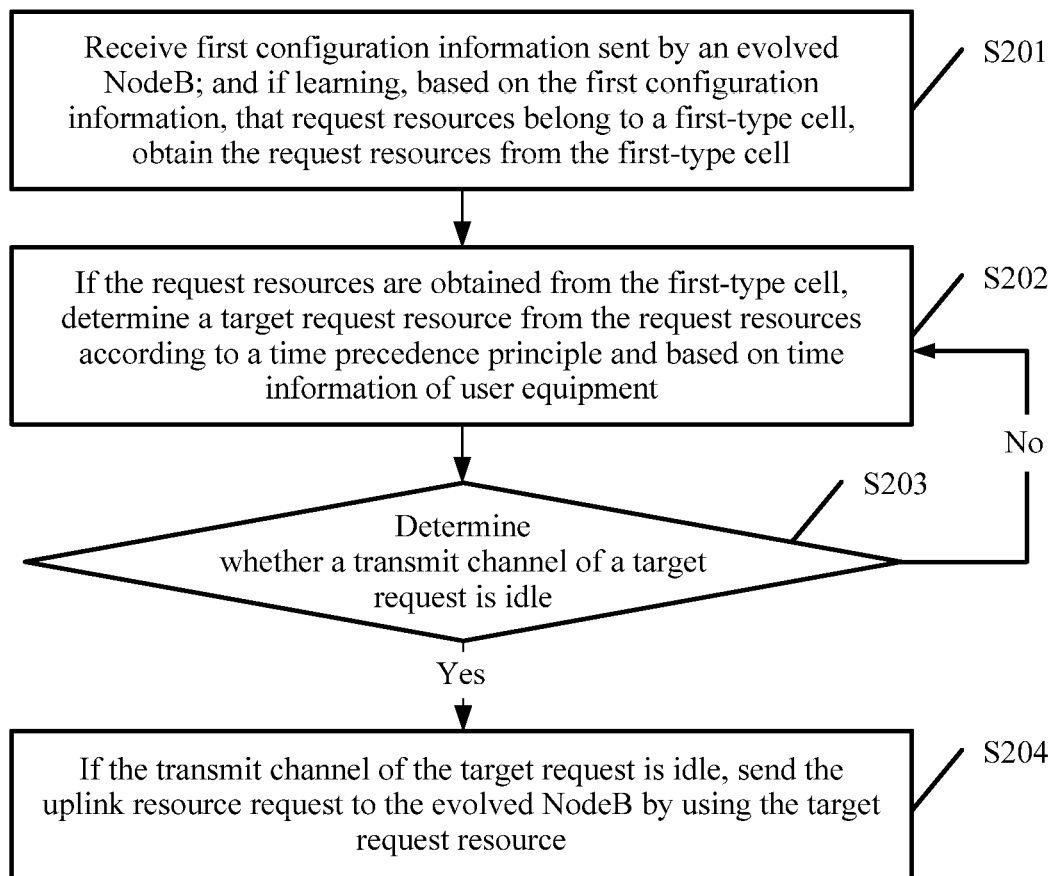 Receive first configuration information sent by an evolved
NodeB; and if learning, based on the first configuration
information, that request resources belong to a first-type cell,
obtain the request resources from the first-type cell
S201
If the request resources are obtained from the first-type cell,
determine a target request resource from the request resources
according to a time precedence principle and based on time
information of user equipment
S202
No
S203
Determine
whether a transmit channel of a target
request is idle
Yes
If the transmit channel of the target request is idle, send the
uplink resource request to the evolved NodeB by using the target
request resource
S204